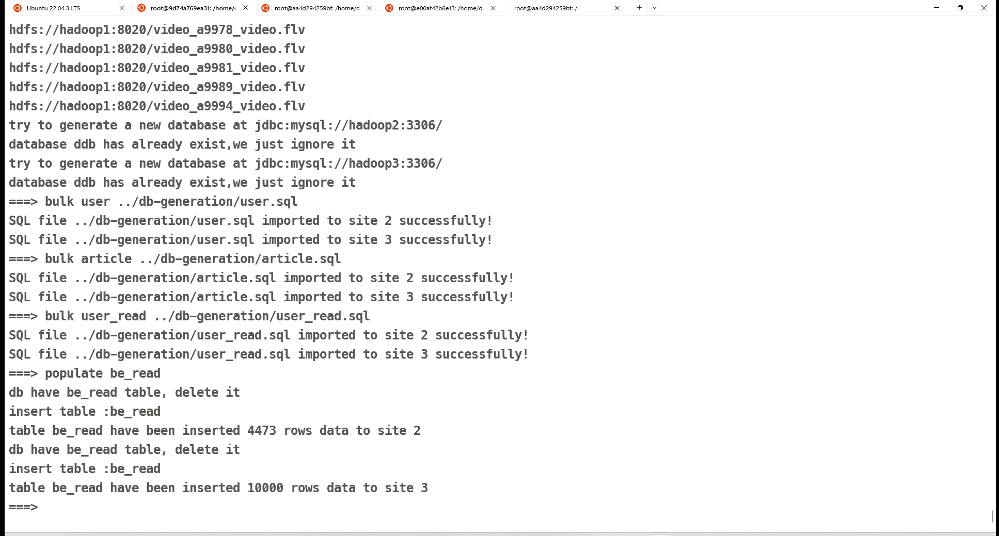 Ubuntu 22.04.3 LTS
root@9d74a769ea31: /home/
root@aa4d294259bf: /home/d
root@e00af42b6e13: /home/d
root@aa4d294259bf: /
hdfs://hadoop1:8020/video_a9978_video.flv
hdfs://hadoop1:8020/video_a9980_video.flv
hdfs://hadoop1:8020/video_a9981_video.flv
hdfs://hadoop1:8020/video_a9989_video.flv
hdfs://hadoop1:8020/video_a9994_video.flv
try to generate a new database at jdbc:mysql://hadoop2:3306/
database ddb has already exist,we just ignore it
try to generate a new database at jdbc:mysql://hadoop3:3306/
database ddb has already exist,we just ignore it
===> bulk user ../db-generation/user.sql
SQL file ../db-generation/user.sql imported to site 2 successfully!
SQL file ../db-generation/user.sql imported to site 3 successfully!
===> bulk article ../db-generation/article.sql
SQL file ../db-generation/article.sql imported to site 2 successfully!
SQL file ../db-generation/article.sql imported to site 3 successfully!
===> bulk user_read ../db-generation/user_read.sql
SQL file ../db-generation/user_read.sql imported to site 2 successfully!
SQL file ../db-generation/user_read.sql imported to site 3 successfully!
===> populate be_read
db have be_read table, delete it
insert table :be_read
table be_read have been inserted 4473 rows data to site 2
db have be_read table, delete it
insert table :be_read
table be_read have been inserted 10000 rows data to site 3
===>